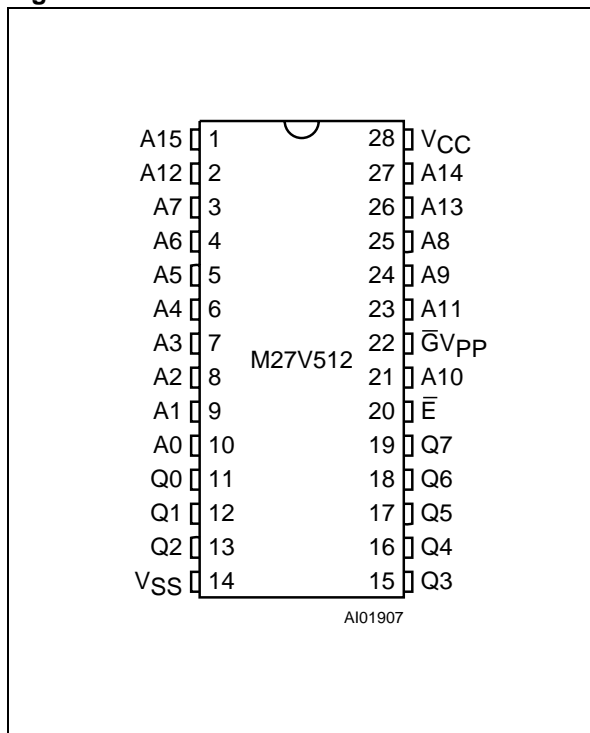 A15 1 28 VCC
A12 2 27 A14
A7 3 26 A13
A6 4 25 A8
A5 5 24 A9
A4 6 23 A11
A3 7 22 G̅VPP
M27V512
A2 8 21 A10
A1 9 20 E̅
A0 10 19 Q7
Q0 11 18 Q6
Q1 12 17 Q5
Q2 13 16 Q4
VSS 14 15 Q3
AI01907